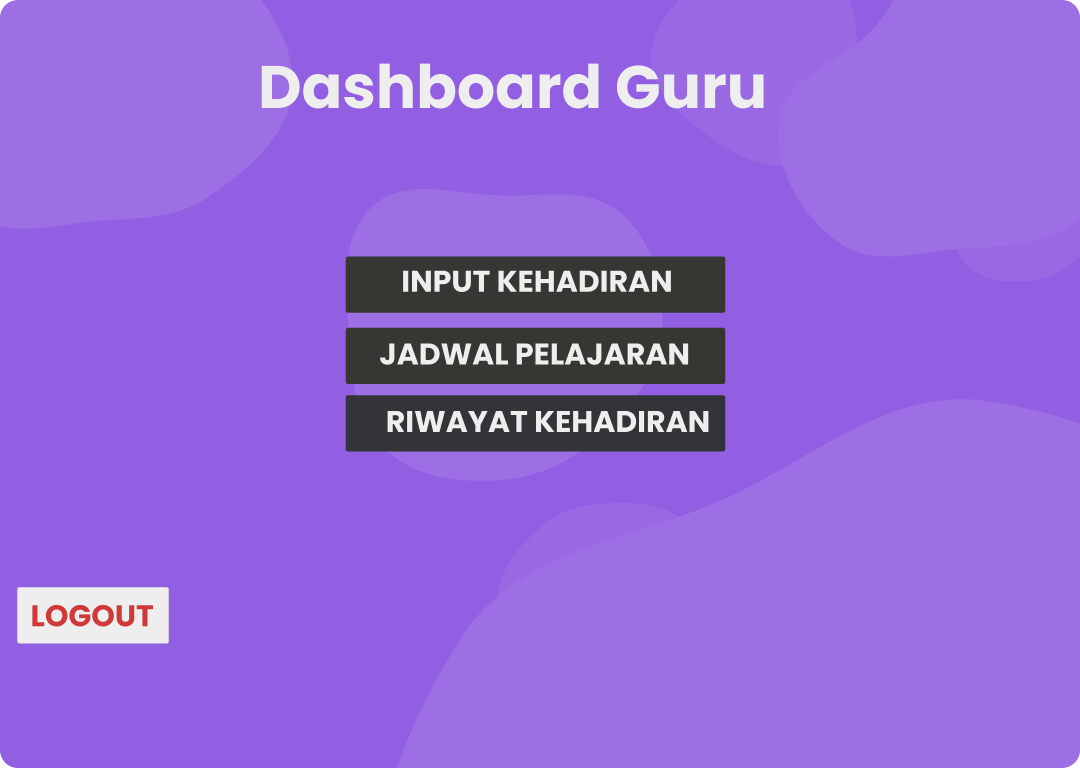 Dashboard Guru
INPUT KEHADIRAN
JADWAL PELAJARAN
RIWAYAT KEHADIRAN
LOGOUT